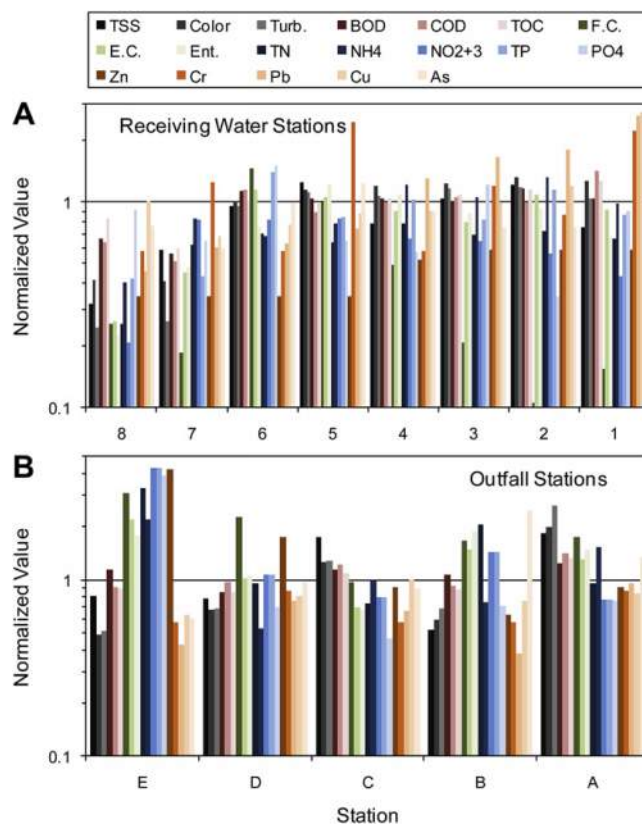 TSS Color Turb. BOD COD TOC F.C.
E.C. Ent. TN NH4 NO2+3 TP PO4
Zn Cr Pb Cu As
A
Receiving Water Stations
Normalized Value
1
0.1
8 7 6 5 4 3 2 1
B
Outfall Stations
Normalized Value
1
0.1
E D C B A
Station